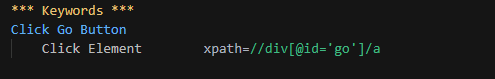 *** Keywords ***
Click Go Button
    Click Element        xpath=//div[@id='go']/a